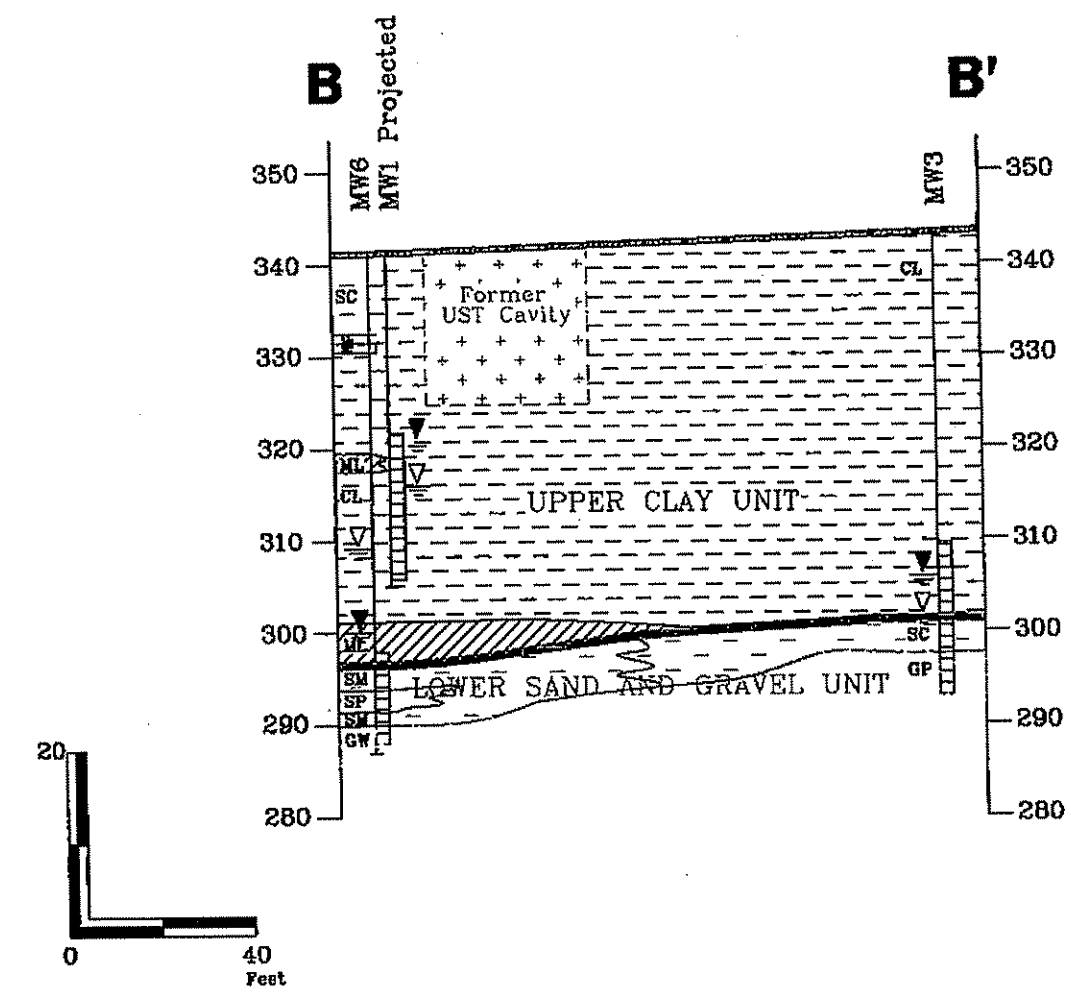 B
B'
MW6
MW1 Projected
MW3
350
350
340
340
SC
CL
Former
UST Cavity
330
330
320
320
ML
CL
UPPER CLAY UNIT
310
310
300
300
SC
SM
GP
LOWER SAND AND GRAVEL UNIT
SP
SM
290
290
GW
280
280
20
0
40
Feet